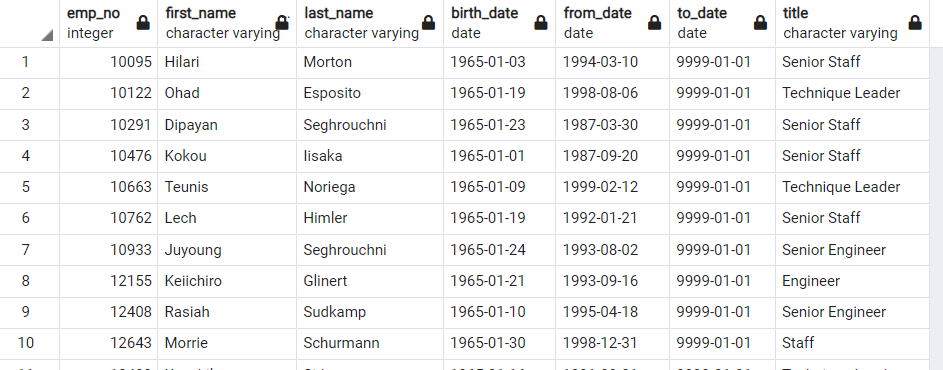 emp_no first_name last_name birth_date from_date to_date title
integer character varying character varying date date date character varying
1 10095 Hilari Morton 1965-01-03 1994-03-10 9999-01-01 Senior Staff
2 10122 Ohad Esposito 1965-01-19 1998-08-06 9999-01-01 Technique Leader
3 10291 Dipayan Seghrouchni 1965-01-23 1987-03-30 9999-01-01 Senior Staff
4 10476 Kokou Iisaka 1965-01-01 1987-09-20 9999-01-01 Senior Staff
5 10663 Teunis Noriega 1965-01-09 1999-02-12 9999-01-01 Technique Leader
6 10762 Lech Himler 1965-01-19 1992-01-21 9999-01-01 Senior Staff
7 10933 Juyoung Seghrouchni 1965-01-24 1993-08-02 9999-01-01 Senior Engineer
8 12155 Keiichiro Glinert 1965-01-21 1993-09-16 9999-01-01 Engineer
9 12408 Rasiah Sudkamp 1965-01-10 1995-04-18 9999-01-01 Senior Engineer
10 12643 Morrie Schurmann 1965-01-30 1998-12-31 9999-01-01 Staff